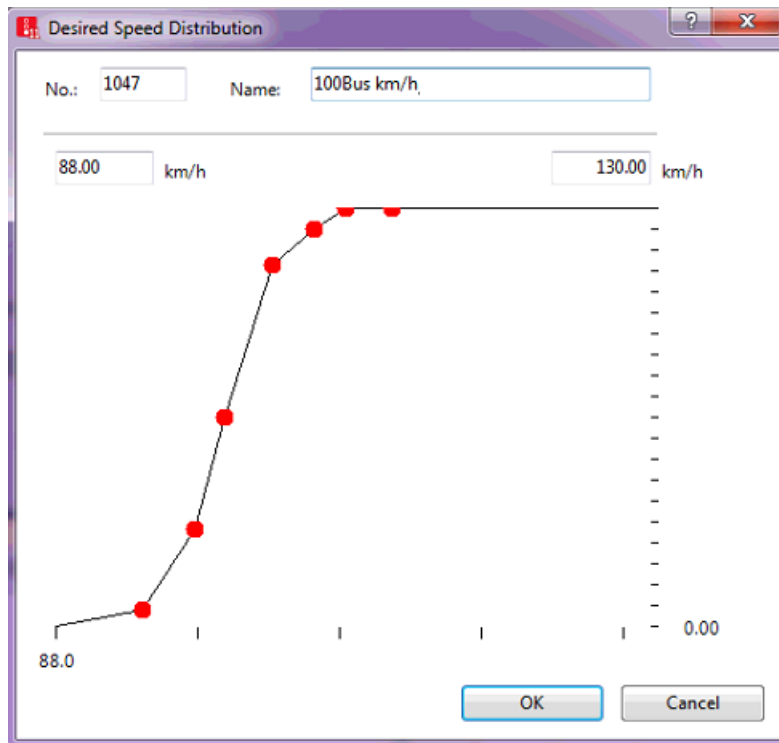 Desired Speed Distribution
No.: 1047 Name: 100Bus km/h
88.00 km/h 130.00 km/h
0.00
88.0
OK Cancel